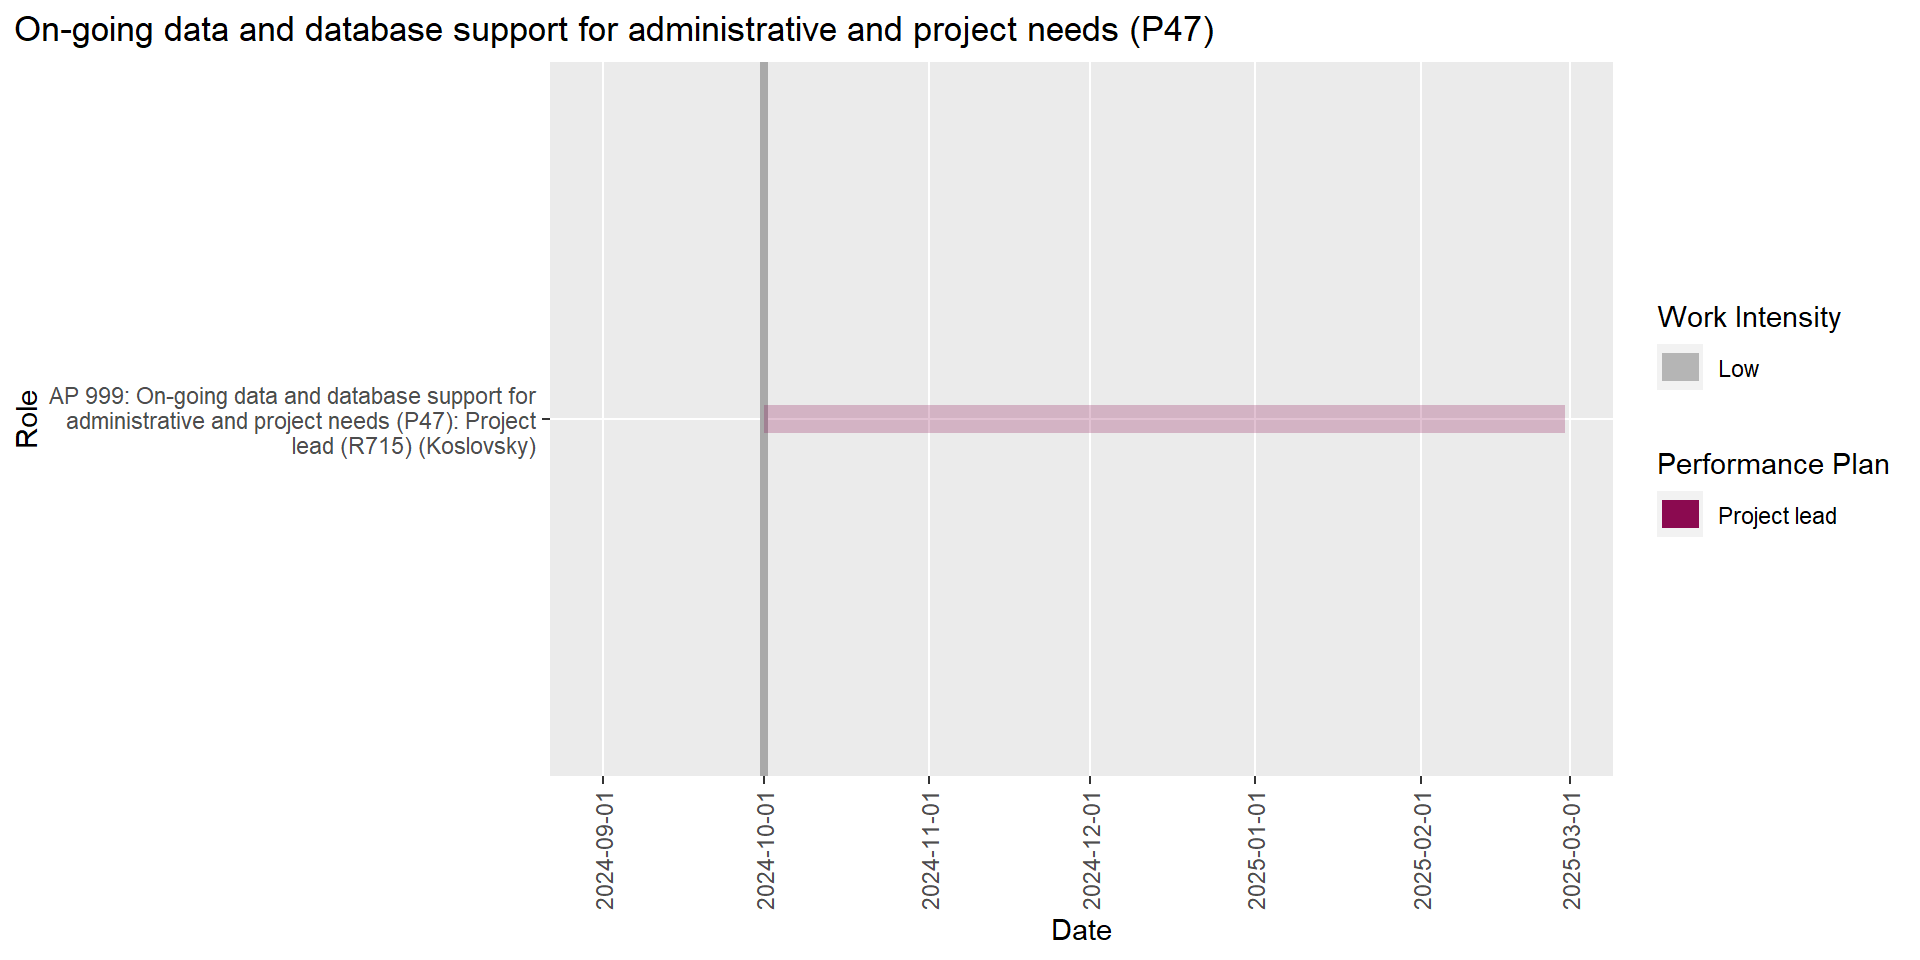 On-going data and database support for administrative and project needs (P47)
Role
AP 999: On-going data and database support for
administrative and project needs (P47): Project
lead (R715) (Koslovsky)
2024-09-01
2024-10-01
2024-11-01
2024-12-01
2025-01-01
2025-02-01
2025-03-01
Date
Work Intensity
Low
Performance Plan
Project lead